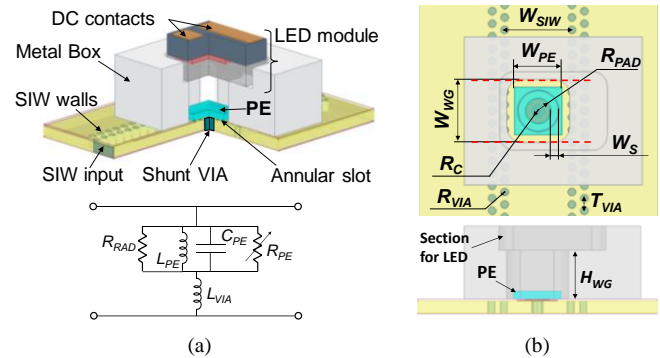 DC contacts
Metal Box
LED module
SIW walls
PE
SIW input
Shunt VIA
Annular slot
R_RAD
L_PE
C_PE
R_PE
L_VIA
(a)
W_SIW
W_PE
R_PAD
W_WG
W_S
R_C
R_VIA
T_VIA
Section
for LED
PE
H_WG
(b)